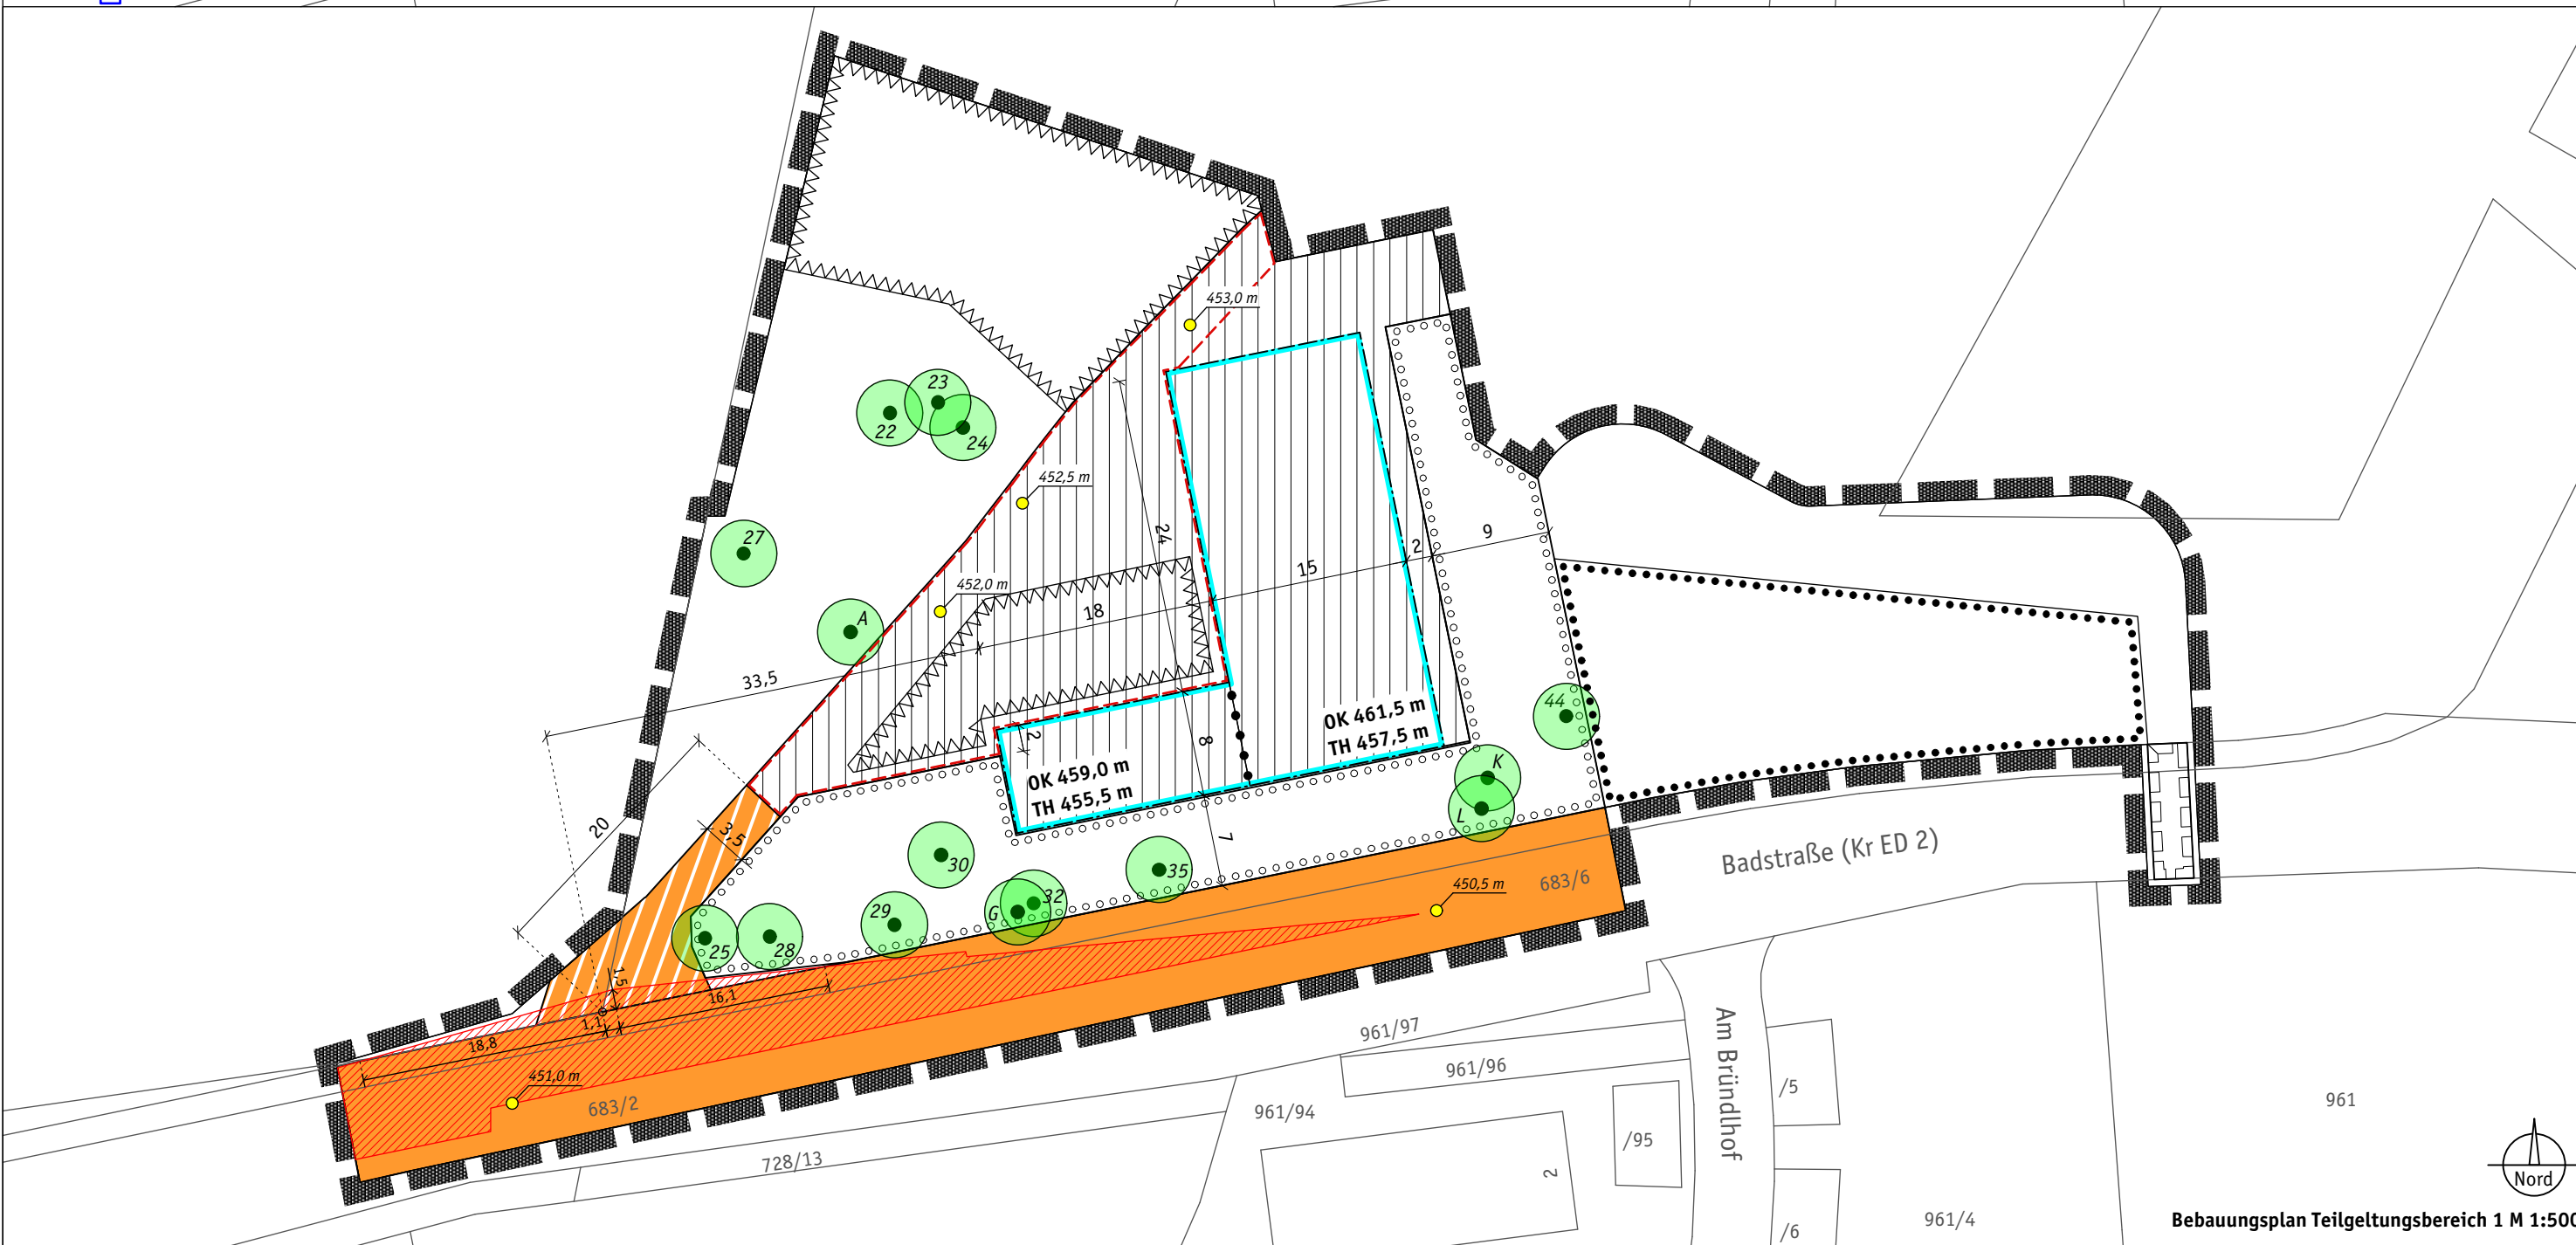 453,0 m
23
22
24
452,5 m
27
24
9
2
15
452,0 m
18
A
33,5
44
OK 461,5 m
TH 457,5 m
2
8
K
OK 459,0 m
TH 455,5 m
L
20
3,5
7
30
35
Badstraße (Kr ED 2)
683/6
450,5 m
32
G
29
25
28
1,5
16,1
1,1
18,8
451,0 m
683/2
961/97
961/96
Am Bründlhof
/5
961
961/94
/95
728/13
2
Nord
961/4
/6
Bebauungsplan Teilgeltungsbereich 1 M 1:500